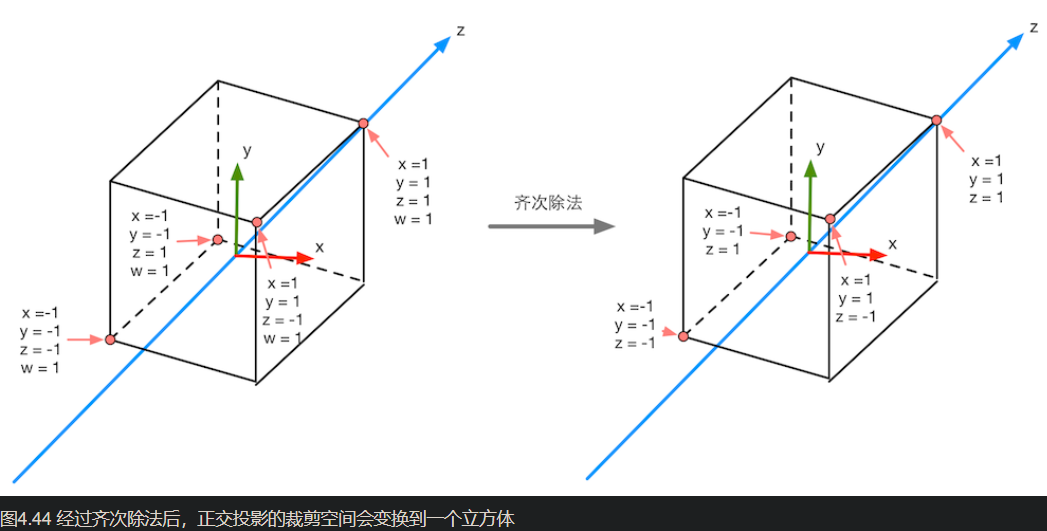 z
y
x =1
y = 1
z = 1
w = 1
x =-1
y = -1
z = 1
w = 1
x
x =1
y = 1
z = -1
w = 1
x =-1
y = -1
z = -1
w = 1
齐次除法
z
y
x =1
y = 1
z = 1
x =-1
y = -1
z = 1
x
x =1
y = 1
z = -1
x =-1
y = -1
z = -1
图4.44 经过齐次除法后，正交投影的裁剪空间会变换到一个立方体